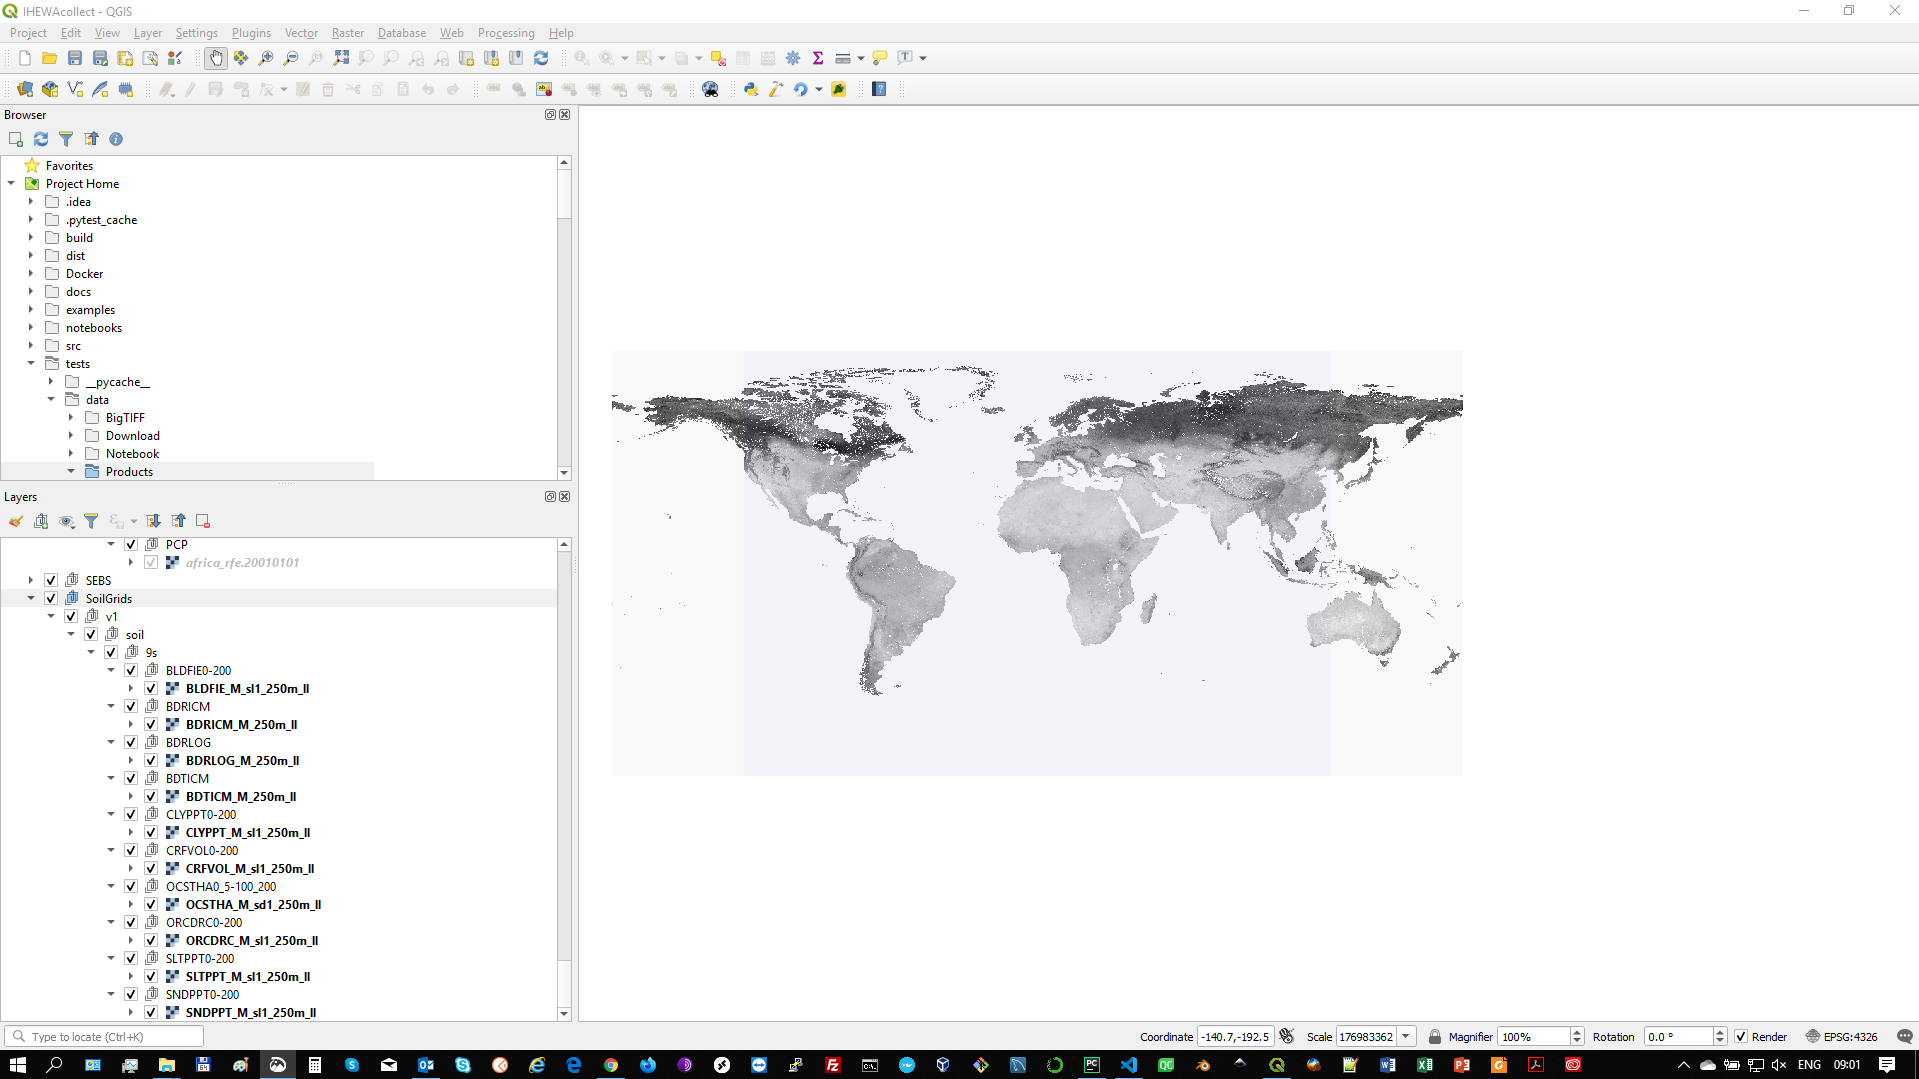 IHEWAcollect - QGIS
Project Edit View Layer Settings Plugins Vector Raster Database Web Processing Help
Browser
Favorites
Project Home
.idea
.pytest_cache
build
dist
Docker
docs
examples
notebooks
src
tests
__pycache__
data
BigTIFF
Download
Notebook
Products
Layers
PCP
africa_rfe.20010101
SEBS
SoilGrids
v1
soil
9s
BLDFIE0-200
BLDFIE_M_sl1_250m_ll
BDRICM
BDRICM_M_250m_ll
BDRLOG
BDRLOG_M_250m_ll
BDTICM
BDTICM_M_250m_ll
CLYPPT0-200
CLYPPT_M_sl1_250m_ll
CRFVOL0-200
CRFVOL_M_sl1_250m_ll
OCSTHA0_5-100_200
OCSTHA_M_sd1_250m_ll
ORCDRC0-200
ORCDRC_M_sl1_250m_ll
SLTPPT0-200
SLTPPT_M_sl1_250m_ll
SNDPPT0-200
SNDPPT_M_sl1_250m_ll
Type to locate (Ctrl+K) Coordinate -140.7,-192.5 Scale 176983362 Magnifier 100% Rotation 0.0 ° Render EPSG:4326
ENG 09:01